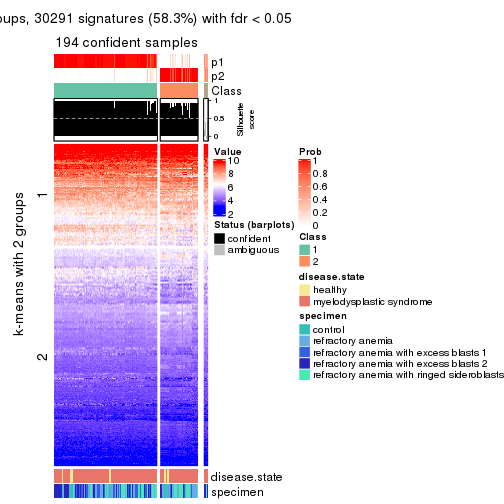 oups, 30291 signatures (58.3%) with fdr < 0.05
194 confident samples
p1
p2
Class
1
0.5
0
Silhouette
score
k-means with 2 groups
1
2
Value
10
8
6
4
2
Status (barplots)
confident
ambiguous
Prob
1
0.8
0.6
0.4
0.2
0
Class
1
2
disease.state
healthy
myelodysplastic syndrome
specimen
control
refractory anemia
refractory anemia with excess blasts 1
refractory anemia with excess blasts 2
refractory anemia with ringed sideroblasts
disease.state
specimen